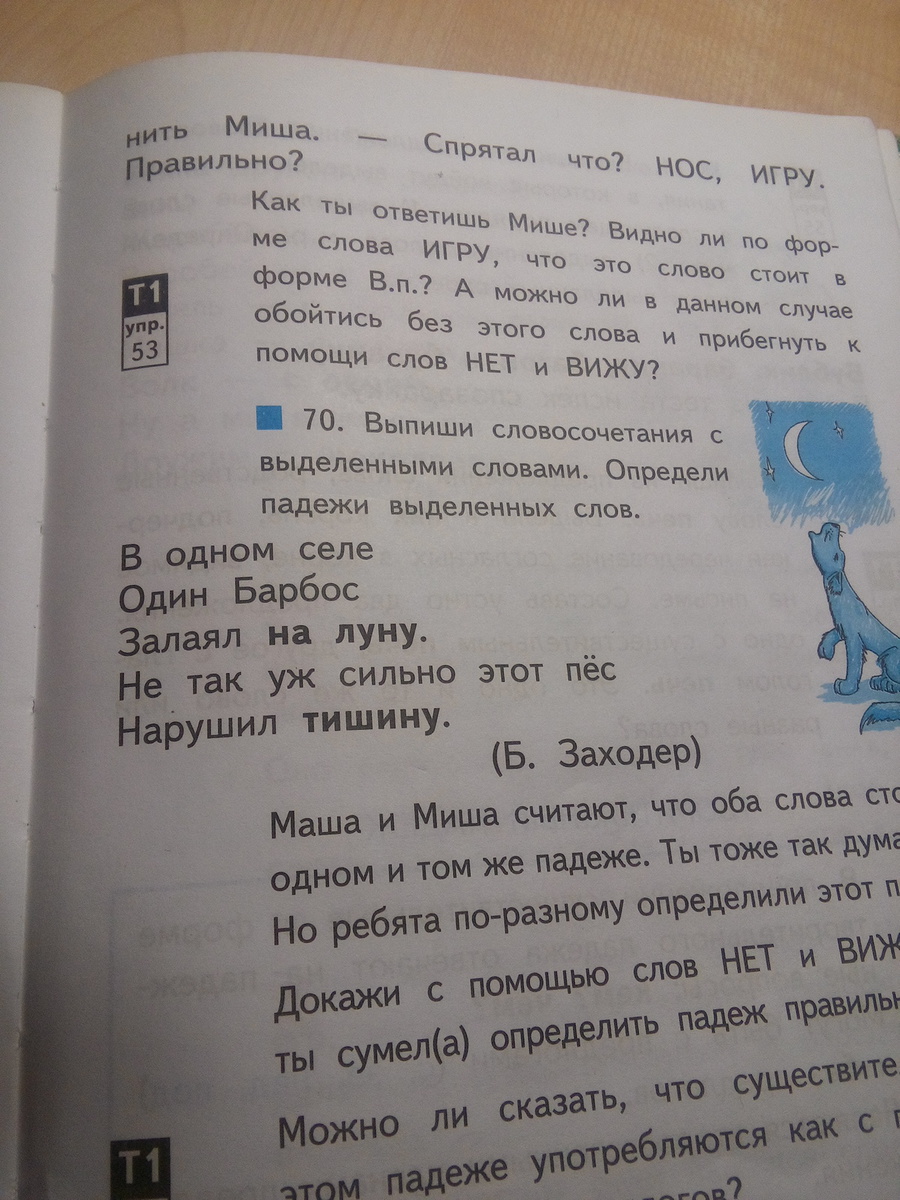 нить Миша. — Спрятал что? НОС, ИГРУ.
Правильно?
Как ты ответишь Мише? Видно ли по фор-
ме слова ИГРУ, что это слово стоит в
форме В.п.? А можно ли в данном случае
обойтись без этого слова и прибегнуть к
помощи слов НЕТ и ВИЖУ?
Т1
упр.
53
70. Выпиши словосочетания с
выделенными словами. Определи
падежи выделенных слов.
В одном селе
Один Барбос
Залаял на луну.
Не так уж сильно этот пёс
Нарушил тишину.
(Б. Заходер)
Маша и Миша считают, что оба слова
одном и том же падеже. Ты тоже так
Но ребята по-разному определили этот
Докажи с помощью слов НЕТ и
ты сумел(а) определить падеж
Можно ли сказать, что
этом падеже употребляются как с
Т1